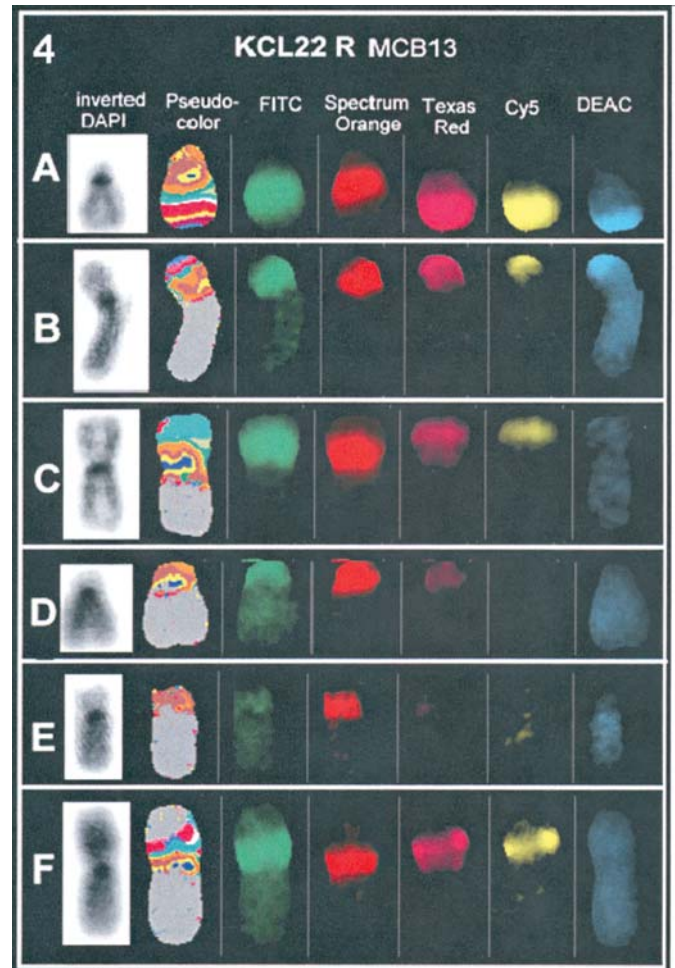 4 KCL22 R MCB13
inverted DAPI Pseudo-color FITC Spectrum Orange Texas Red Cy5 DEAC
A
B
C
D
E
F